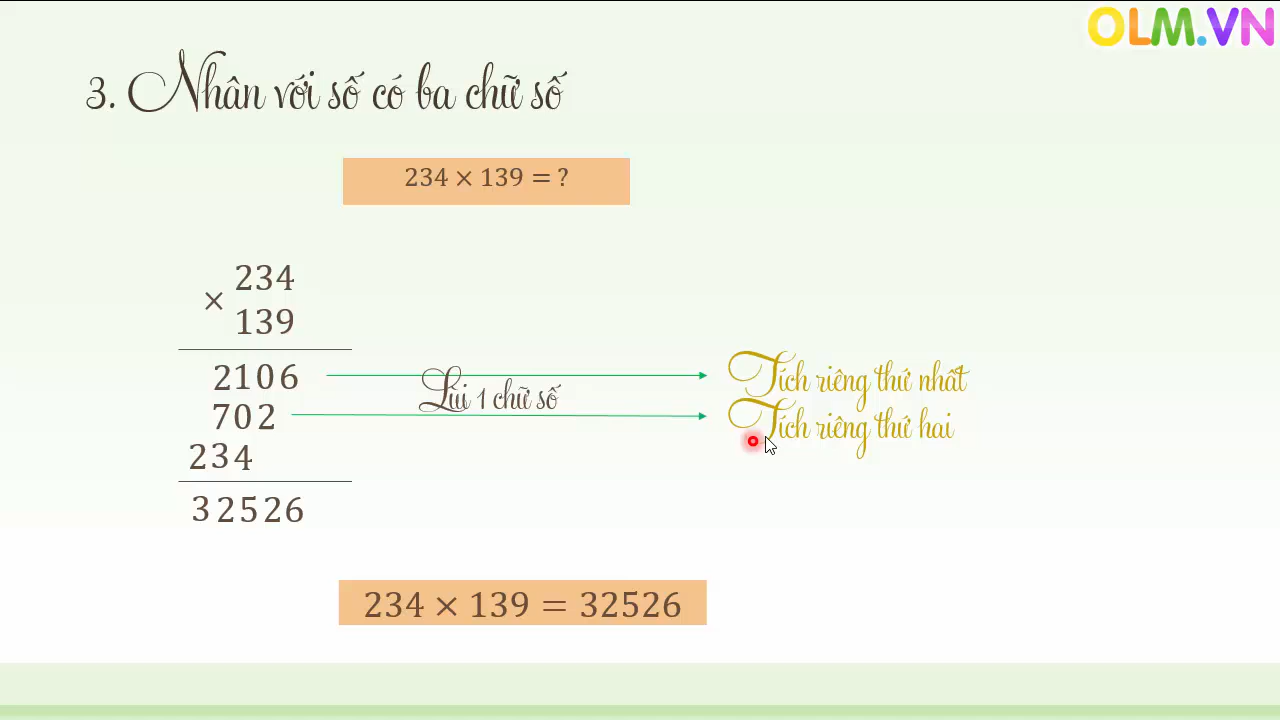 OLM.VN
3. Nhân với số có ba chữ số
234 × 139 = ?
234
×
139
2106
Lùi 1 chữ số
Tích riêng thứ nhất
702
Tích riêng thứ hai
234
32526
234 × 139 = 32526